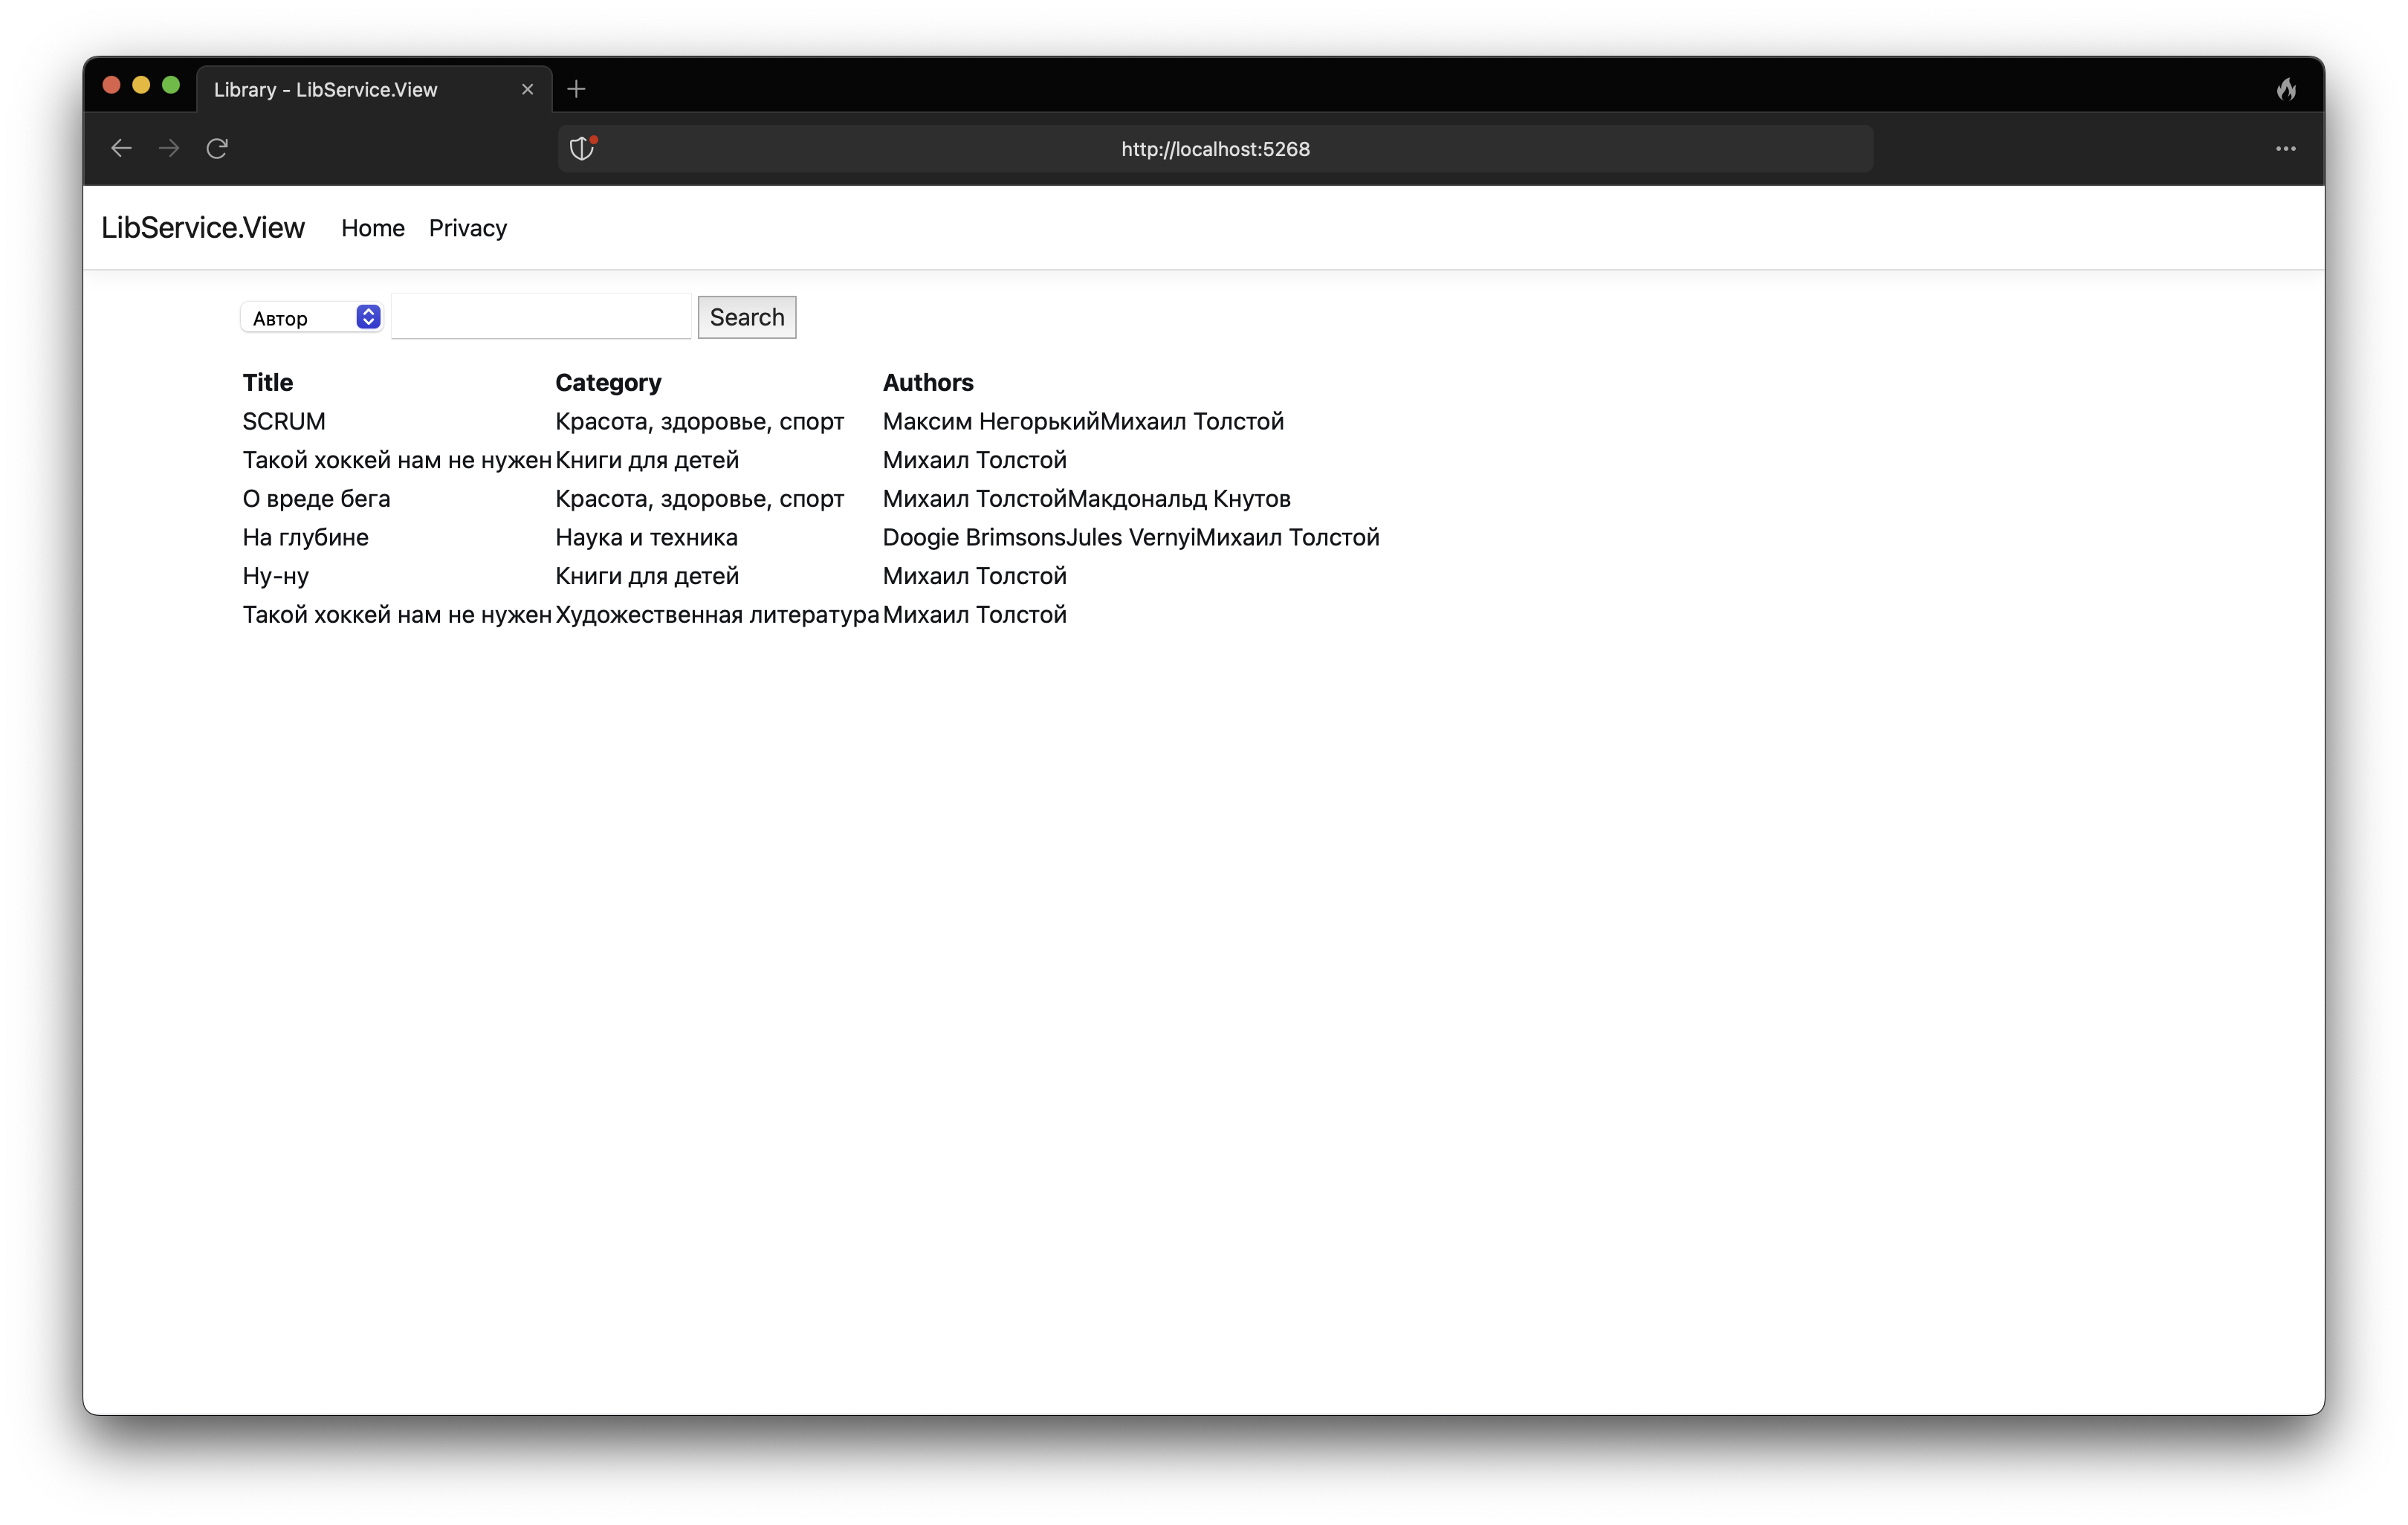 Library - LibService.View
http://localhost:5268
LibService.View Home Privacy
Автор Search
Title Category Authors
SCRUM Красота, здоровье, спорт Максим НегорькийМихаил Толстой
Такой хоккей нам не нужен Книги для детей Михаил Толстой
О вреде бега Красота, здоровье, спорт Михаил ТолстойМакдональд Кнутов
На глубине Наука и техника Doogie BrimsonsJules VernyiМихаил Толстой
Ну-ну Книги для детей Михаил Толстой
Такой хоккей нам не нужен Художественная литература Михаил Толстой